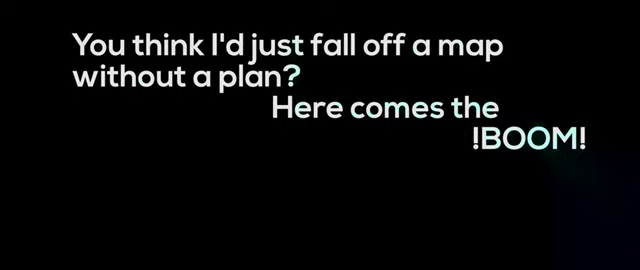 You think I'd just fall off a map
without a plan?
Here comes the
!BOOM!